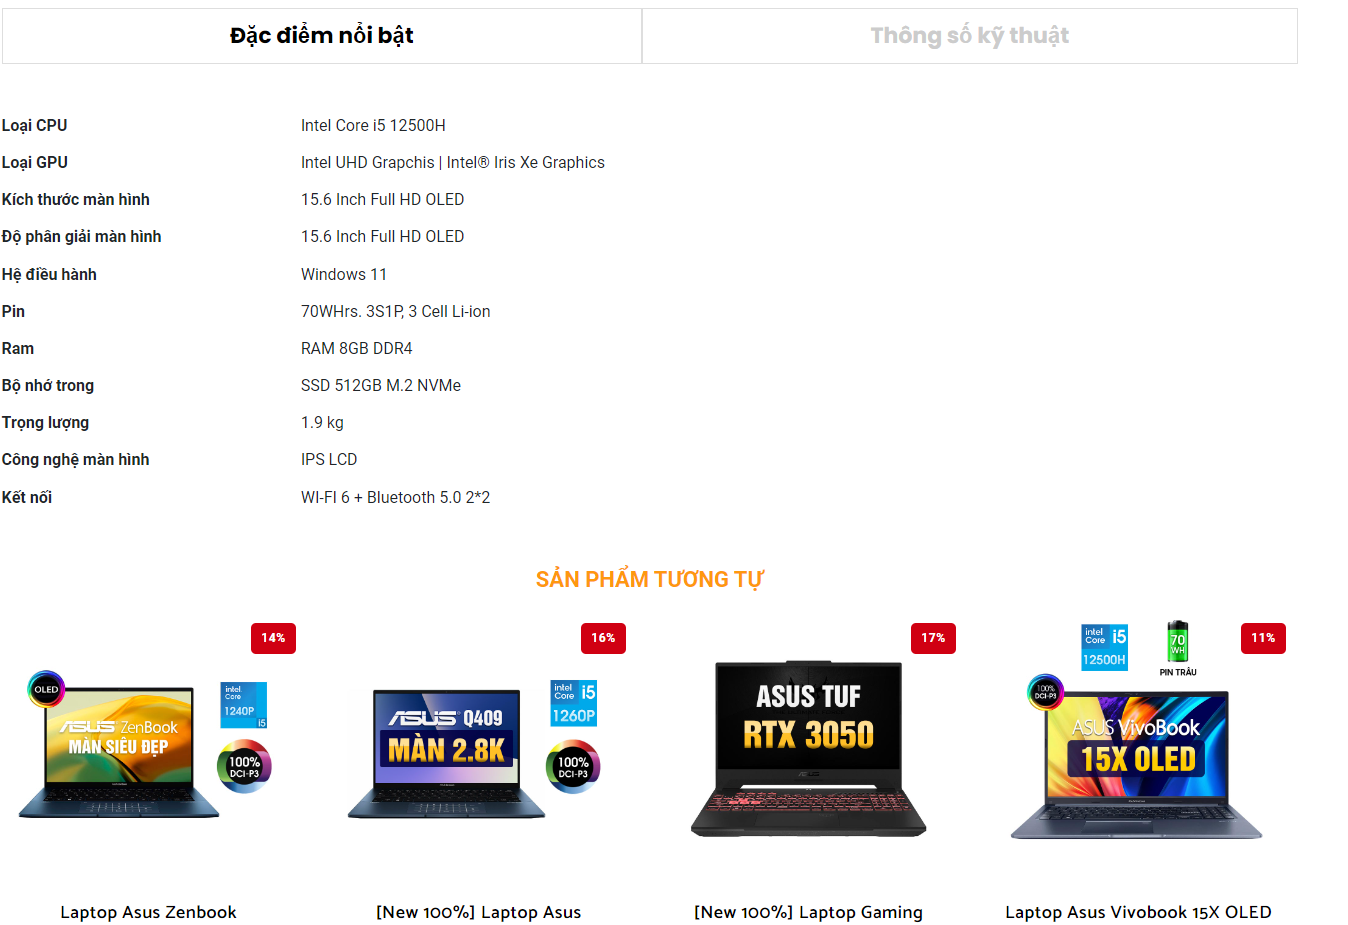 Đặc điểm nổi bật
Thông số kỹ thuật
Loại CPU Intel Core i5 12500H
Loại GPU Intel UHD Grapchis | Intel® Iris Xe Graphics
Kích thước màn hình 15.6 Inch Full HD OLED
Độ phân giải màn hình 15.6 Inch Full HD OLED
Hệ điều hành Windows 11
Pin 70WHrs. 3S1P, 3 Cell Li-ion
Ram RAM 8GB DDR4
Bộ nhớ trong SSD 512GB M.2 NVMe
Trọng lượng 1.9 kg
Công nghệ màn hình IPS LCD
Kết nối WI-FI 6 + Bluetooth 5.0 2*2
SẢN PHẨM TƯƠNG TỰ
14%
OLED
intel
Core
1240P
i5
ASUS ZenBook
MÀN SIÊU ĐẸP
100%
DCI-P3
Laptop Asus Zenbook
16%
intel
Core i5
1260P
ASUS Q409
MÀN 2.8K
100%
DCI-P3
[New 100%] Laptop Asus
17%
ASUS TUF
RTX 3050
[New 100%] Laptop Gaming
11%
intel
Core i5
12500H
70
WH
PIN TRÂU
100%
DCI-P3
ASUS VivoBook
15X OLED
Laptop Asus Vivobook 15X OLED